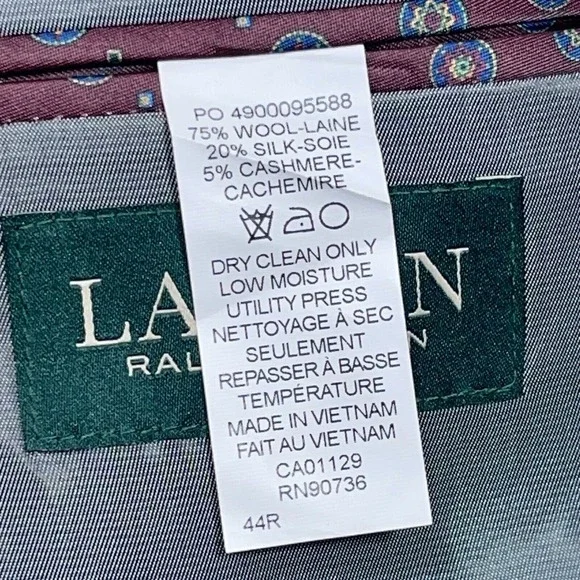 PO 4900095588
75% WOOL-LAINE
20% SILK-SOIE
5% CASHMERE-
CACHEMIRE
DRY CLEAN ONLY
LOW MOISTURE
UTILITY PRESS
NETTOYAGE À SEC
SEULEMENT
REPASSER À BASSE
TEMPÉRATURE
MADE IN VIETNAM
FAIT AU VIETNAM
CA01129
RN90736
44R